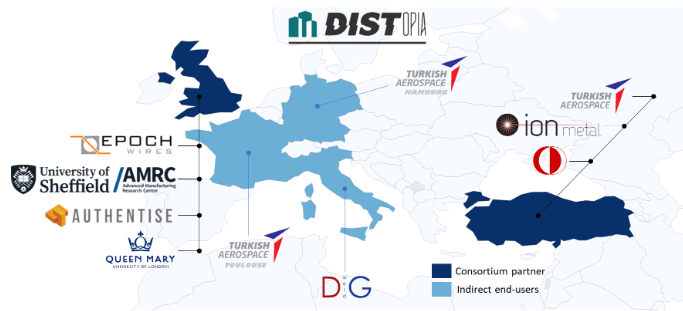 DISTOPIA
TURKISH
AEROSPACE
HAMBURG
TURKISH
AEROSPACE
ion metal
EPOCH
WIRES
University of
Sheffield
AMRC
Advanced Manufacturing
Research Centre
AUTHENTISE
QUEEN MARY
UNIVERSITY OF LONDON
TURKISH
AEROSPACE
TOULOUSE
D weld G
Consortium partner
Indirect end-users